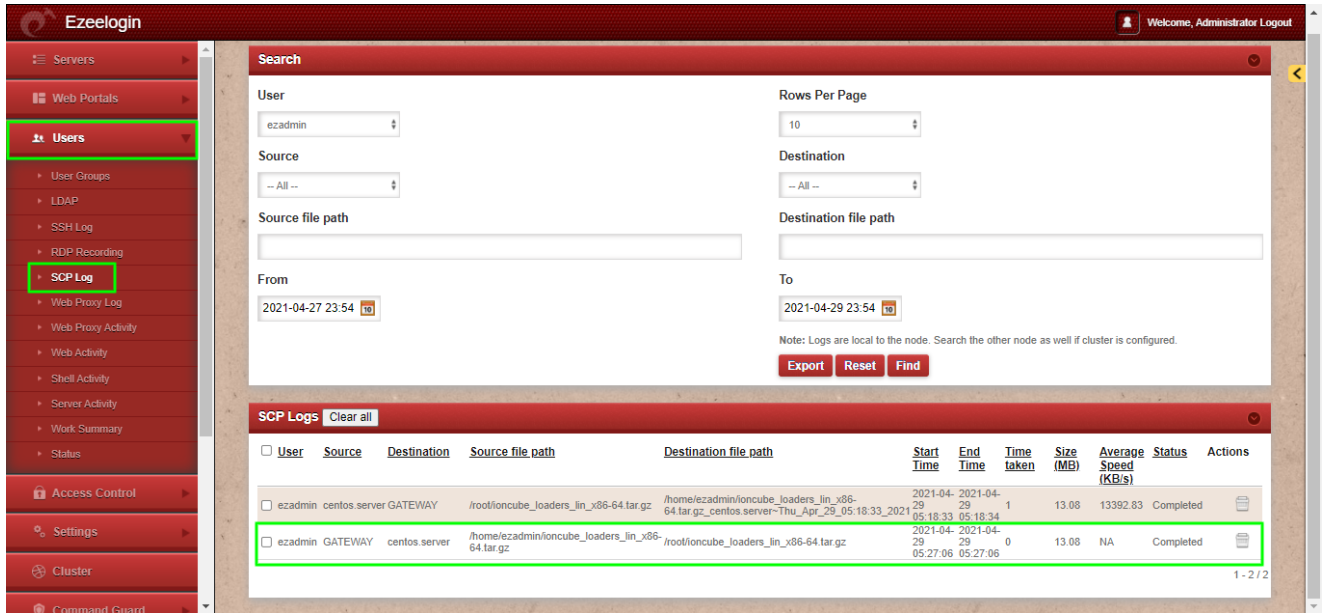 Ezeelogin
Welcome, Administrator Logout
Servers
Web Portals
Users
User Groups
LDAP
SSH Log
RDP Recording
SCP Log
Web Proxy Log
Web Proxy Activity
Web Activity
Shell Activity
Server Activity
Work Summary
Status
Access Control
Settings
Cluster
Command Guard
Search
User
Rows Per Page
ezadmin
10
Source
Destination
-- All --
-- All --
Source file path
Destination file path
From
To
2021-04-27 23:54
10
2021-04-29 23:54
10
Note: Logs are local to the node. Search the other node as well if cluster is configured.
Export Reset Find
SCP Logs Clear all
User Source Destination Source file path Destination file path Start Time End Time Time taken Size (MB) Average Speed (KB/s) Status Actions
ezadmin centos.server GATEWAY /root/ioncube_loaders_lin_x86-64.tar.gz /home/ezadmin/ioncube_loaders_lin_x86-64.tar.gz_centos.server~Thu_Apr_29_05:18:33_2021 2021-04-29 05:18:33 2021-04-29 05:18:34 1 13.08 13392.83 Completed
ezadmin GATEWAY centos.server /home/ezadmin/ioncube_loaders_lin_x86-64.tar.gz /root/ioncube_loaders_lin_x86-64.tar.gz 2021-04-29 05:27:06 2021-04-29 05:27:06 0 13.08 NA Completed
1 - 2 / 2